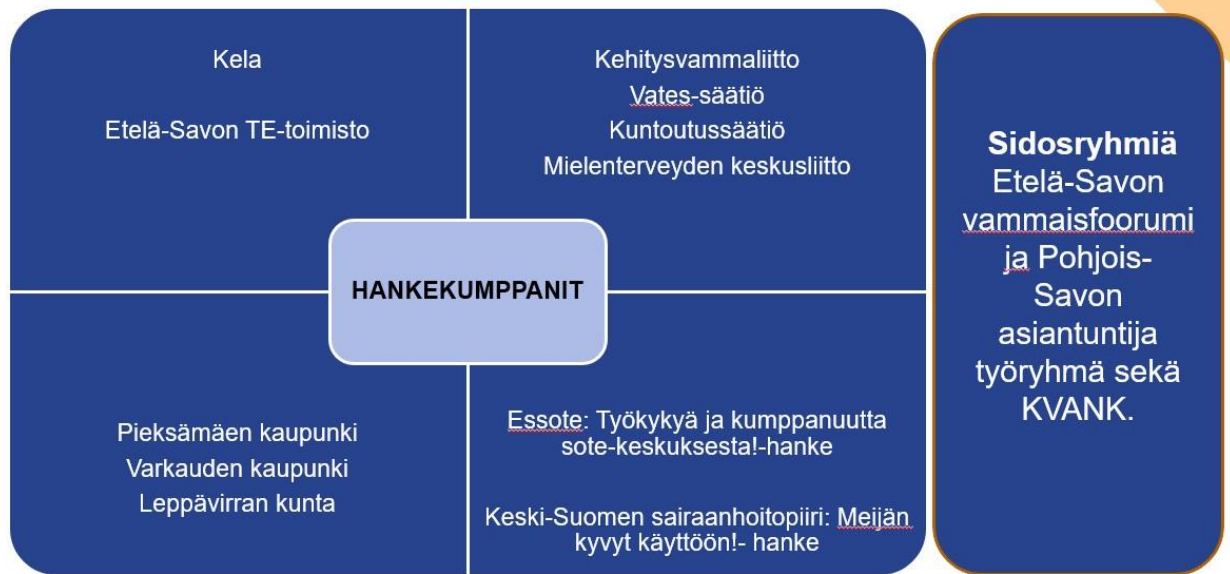 Kela
Etelä-Savon TE-toimisto
Kehitysvammaliitto
Vates-säätiö
Kuntoutussäätiö
Mielenterveyden keskusliitto
HANKEKUMPPANIT
Pieksämäen kaupunki
Varkauden kaupunki
Leppävirran kunta
Essote: Työkykyä ja kumppanuutta
sote-keskuksesta!-hanke
Keski-Suomen sairaanhoitopiiri: Meijän
kyvyt käyttöön!- hanke
Sidosryhmiä
Etelä-Savon
vammaisfoorumi
ja Pohjois-
Savon
asiantuntija
työryhmä sekä
KVANK.